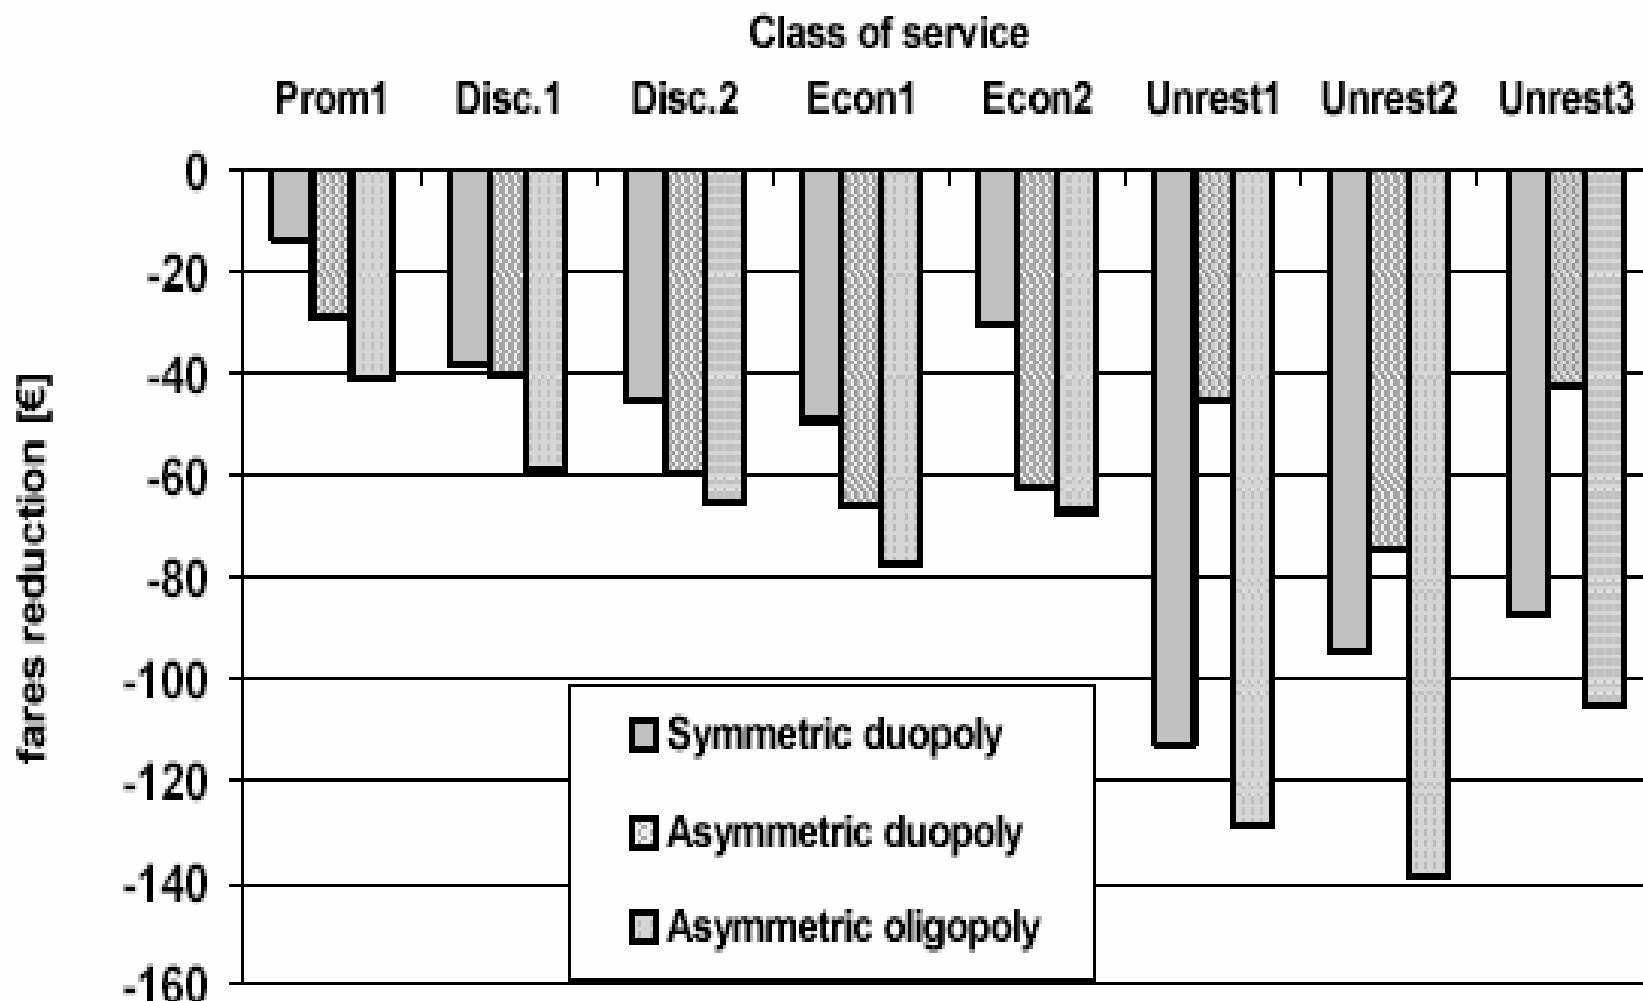 Class of service
Prom1 Disc.1 Disc.2 Econ1 Econ2 Unrest1 Unrest2 Unrest3
0
-20
-40
-60
-80
-100
-120
-140
-160
fares reduction [€]
Symmetric duopoly
Asymmetric duopoly
Asymmetric oligopoly